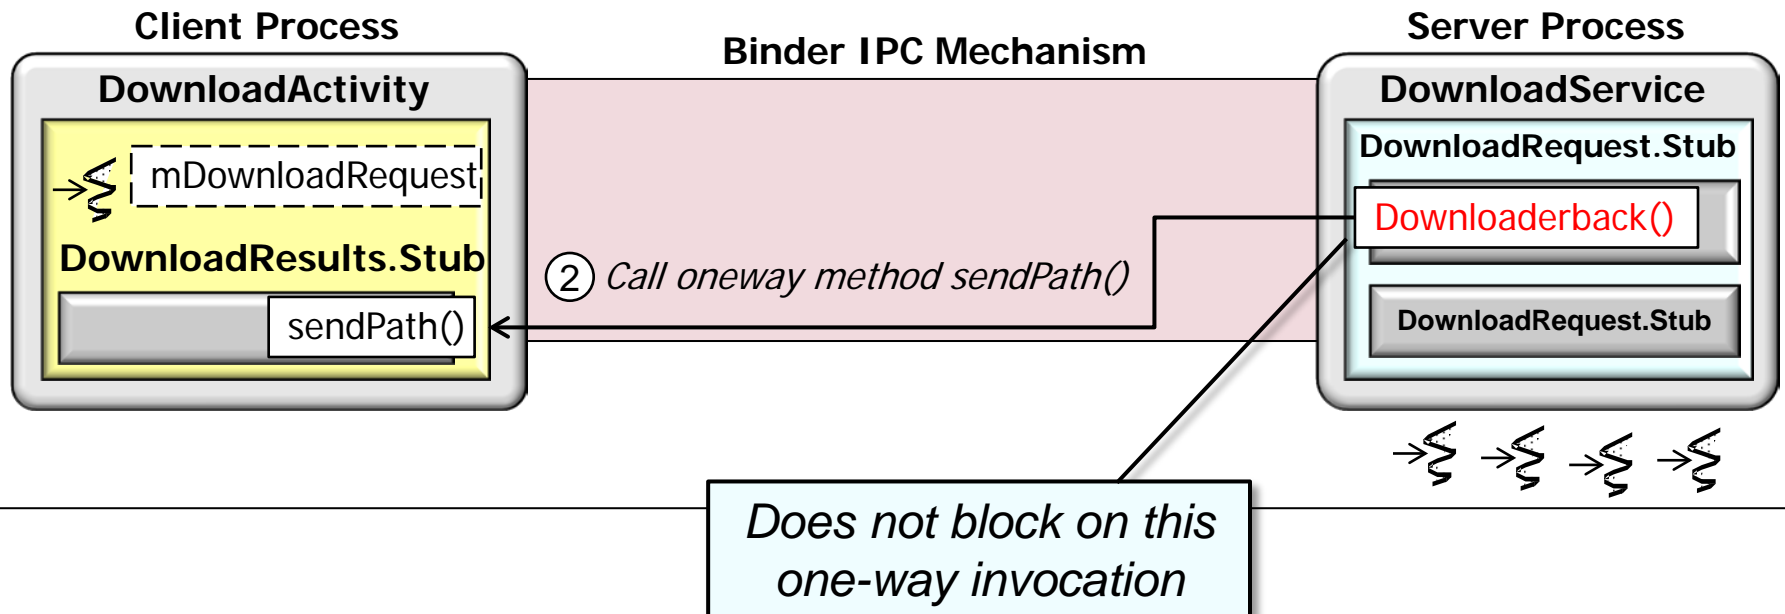 Client Process
Binder IPC Mechanism
Server Process
DownloadActivity
DownloadService
mDownloadRequest
DownloadRequest.Stub
Downloaderback()
DownloadResults.Stub
2 Call oneway method sendPath()
sendPath()
DownloadRequest.Stub
Does not block on this
one-way invocation